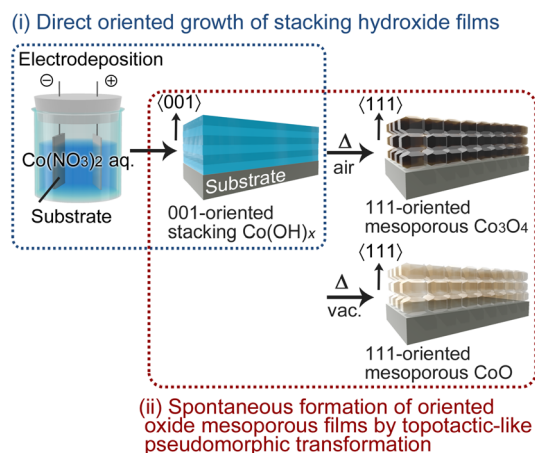 (i) Direct oriented growth of stacking hydroxide films
Electrodeposition
⊖ ⊕
Co(NO3)2 aq.
Substrate
⟨001⟩
Substrate
001-oriented
stacking Co(OH)x
Δ
air
⟨111⟩
111-oriented
mesoporous Co3O4
Δ
vac.
⟨111⟩
111-oriented
mesoporous CoO
(ii) Spontaneous formation of oriented
oxide mesoporous films by topotactic-like
pseudomorphic transformation